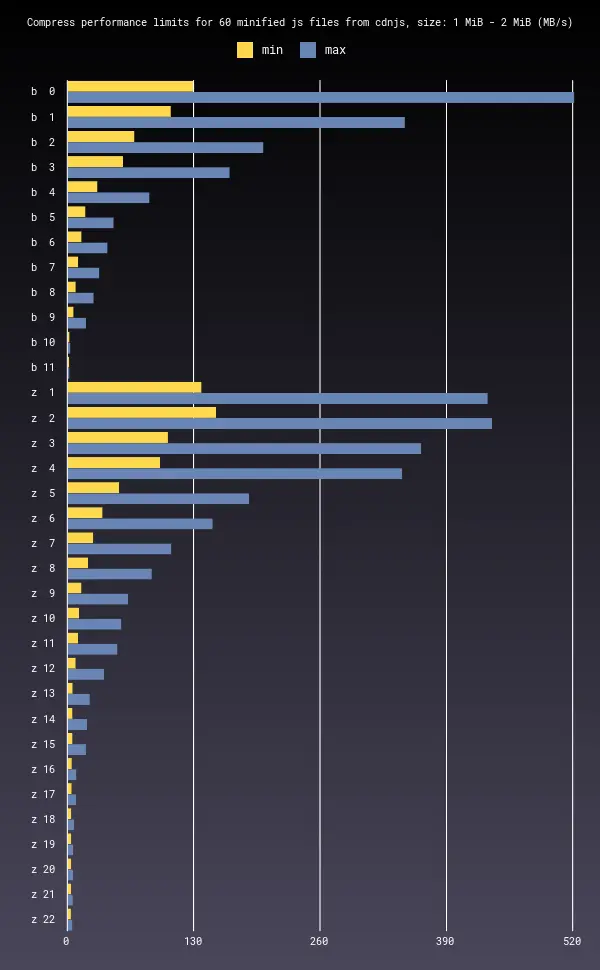 Compress performance limits for 60 minified js files from cdnjs, size: 1 MiB - 2 MiB (MB/s)
min max
b 0
b 1
b 2
b 3
b 4
b 5
b 6
b 7
b 8
b 9
b 10
b 11
z 1
z 2
z 3
z 4
z 5
z 6
z 7
z 8
z 9
z 10
z 11
z 12
z 13
z 14
z 15
z 16
z 17
z 18
z 19
z 20
z 21
z 22
0 130 260 390 520